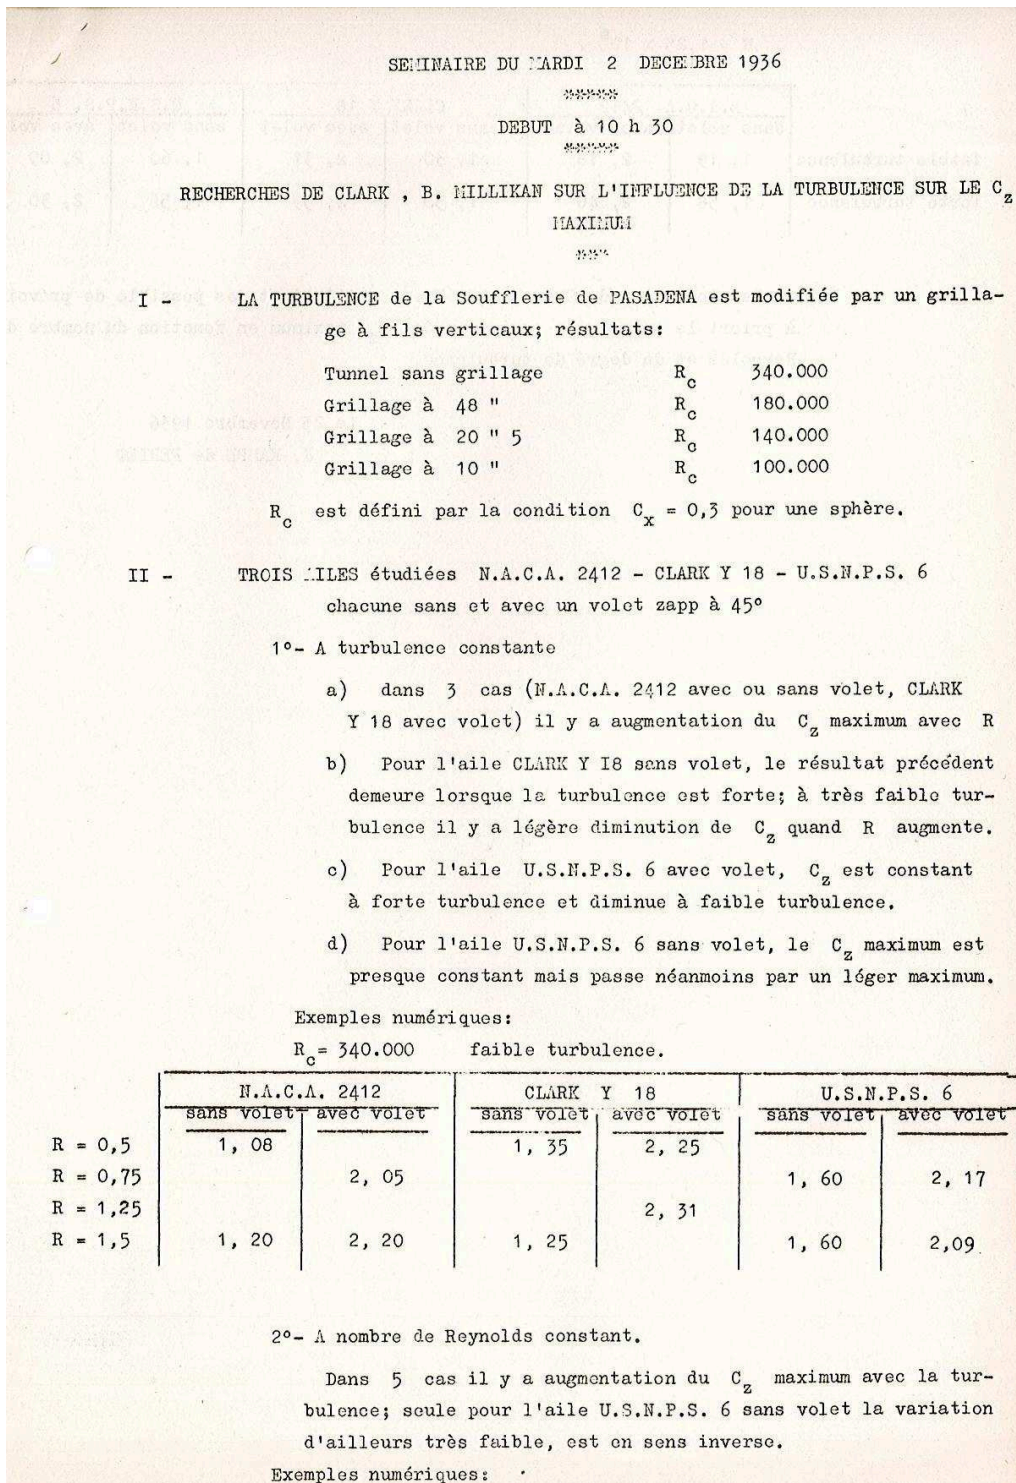 SEMINAIRE DU MARDI 2 DECEMBRE 1936
*****
DEBUT à 10 h 30
*****
RECHERCHES DE CLARK , B. MILLIKAN SUR L'INFLUENCE DE LA TURBULENCE SUR LE Cz
MAXIMUM
***
I - LA TURBULENCE de la Soufflerie de PASADENA est modifiée par un grilla-
ge à fils verticaux; résultats:
Tunnel sans grillage Rc 340.000
Grillage à 48 " Rc 180.000
Grillage à 20 " 5 Rc 140.000
Grillage à 10 " Rc 100.000
Rc est défini par la condition Cx = 0,3 pour une sphère.
II - TROIS AILES étudiées N.A.C.A. 2412 - CLARK Y 18 - U.S.N.P.S. 6
chacune sans et avec un volet zapp à 45°
1°- A turbulence constante
a) dans 3 cas (N.A.C.A. 2412 avec ou sans volet, CLARK
Y 18 avec volet) il y a augmentation du Cz maximum avec R
b) Pour l'aile CLARK Y I8 sans volet, le résultat précédent
demeure lorsque la turbulence est forte; à très faible tur-
bulence il y a légère diminution de Cz quand R augmente.
c) Pour l'aile U.S.N.P.S. 6 avec volet, Cz est constant
à forte turbulence et diminue à faible turbulence.
d) Pour l'aile U.S.N.P.S. 6 sans volet, le Cz maximum est
presque constant mais passe néanmoins par un léger maximum.
Exemples numériques:
Rc= 340.000 faible turbulence.
N.A.C.A. 2412 CLARK Y 18 U.S.N.P.S. 6
sans volet avec volet sans volet avec volet sans volet avec volet
R = 0,5 1, 08 1, 35 2, 25
R = 0,75 2, 05 1, 60 2, 17
R = 1,25 2, 31
R = 1,5 1, 20 2, 20 1, 25 1, 60 2,09
2°- A nombre de Reynolds constant.
Dans 5 cas il y a augmentation du Cz maximum avec la tur-
bulence; seule pour l'aile U.S.N.P.S. 6 sans volet la variation
d'ailleurs très faible, est en sens inverse.
Exemples numériques: